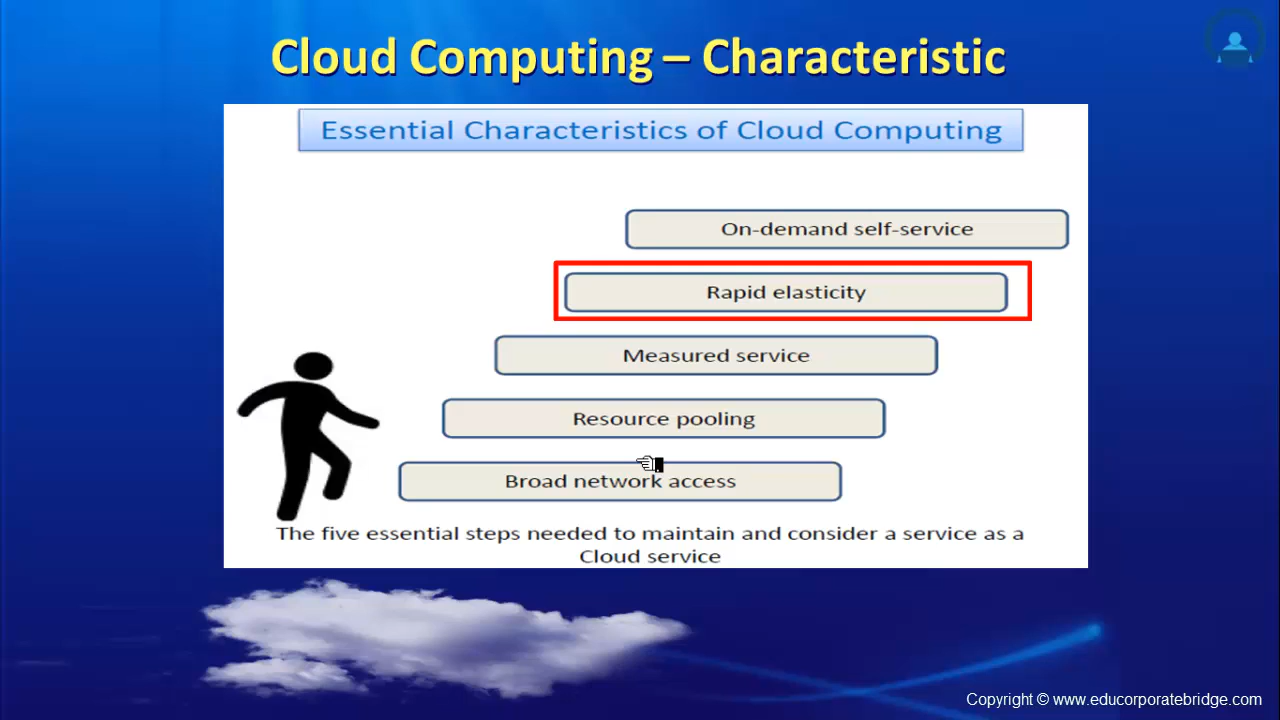 Cloud Computing – Characteristic
Essential Characteristics of Cloud Computing
On-demand self-service
Rapid elasticity
Measured service
Resource pooling
Broad network access
The five essential steps needed to maintain and consider a service as a
Cloud service
Copyright © www.educorporatebridge.com